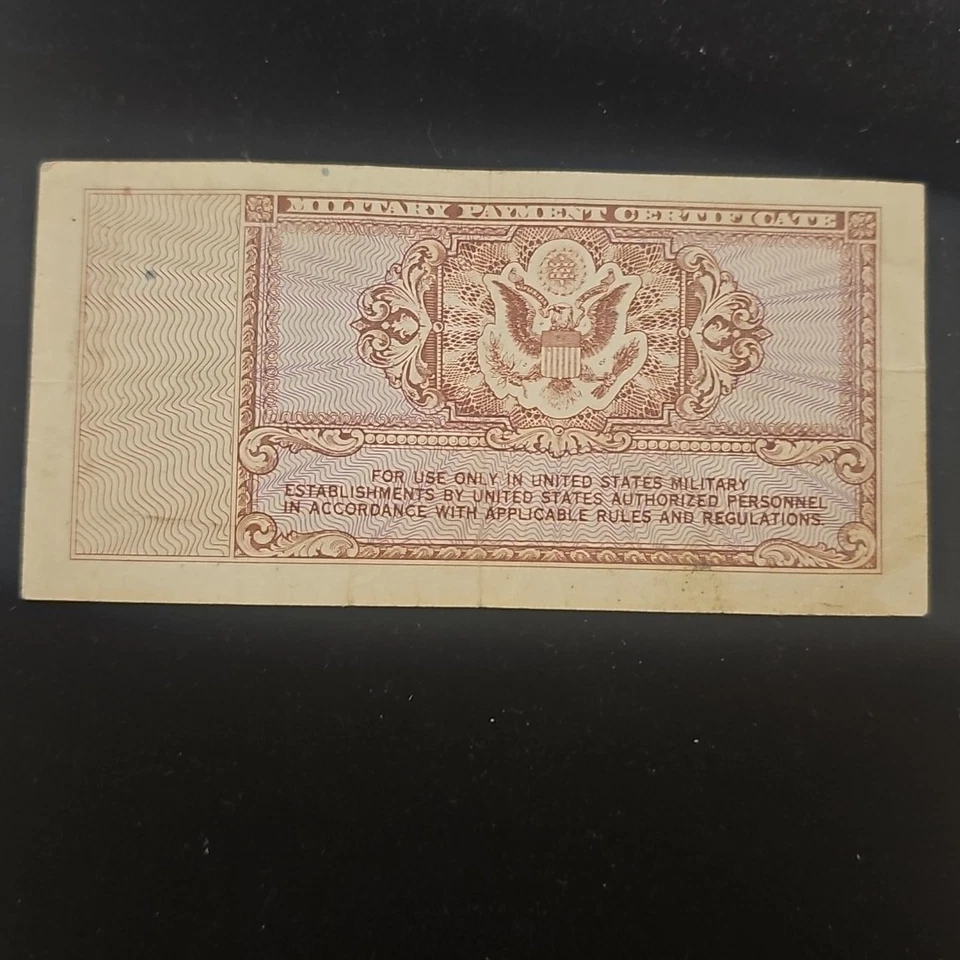 MILITARY PAYMENT CERTIFICATE
FOR USE ONLY IN UNITED STATES MILITARY
ESTABLISHMENTS BY UNITED STATES AUTHORIZED PERSONNEL
IN ACCORDANCE WITH APPLICABLE RULES AND REGULATIONS.